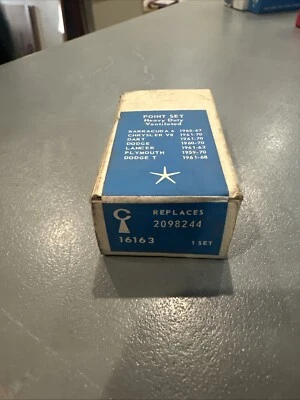 POINT SET
Heavy Duty
Ventilated
BARRACUDA 6 1965-67
CHRYSLER V8 1961-70
DART 1961-70
DODGE 1960-70
LANCER 1961-63
PLYMOUTH 1959-70
DODGE T 1961-68
REPLACES
2098244
16163 1 SET